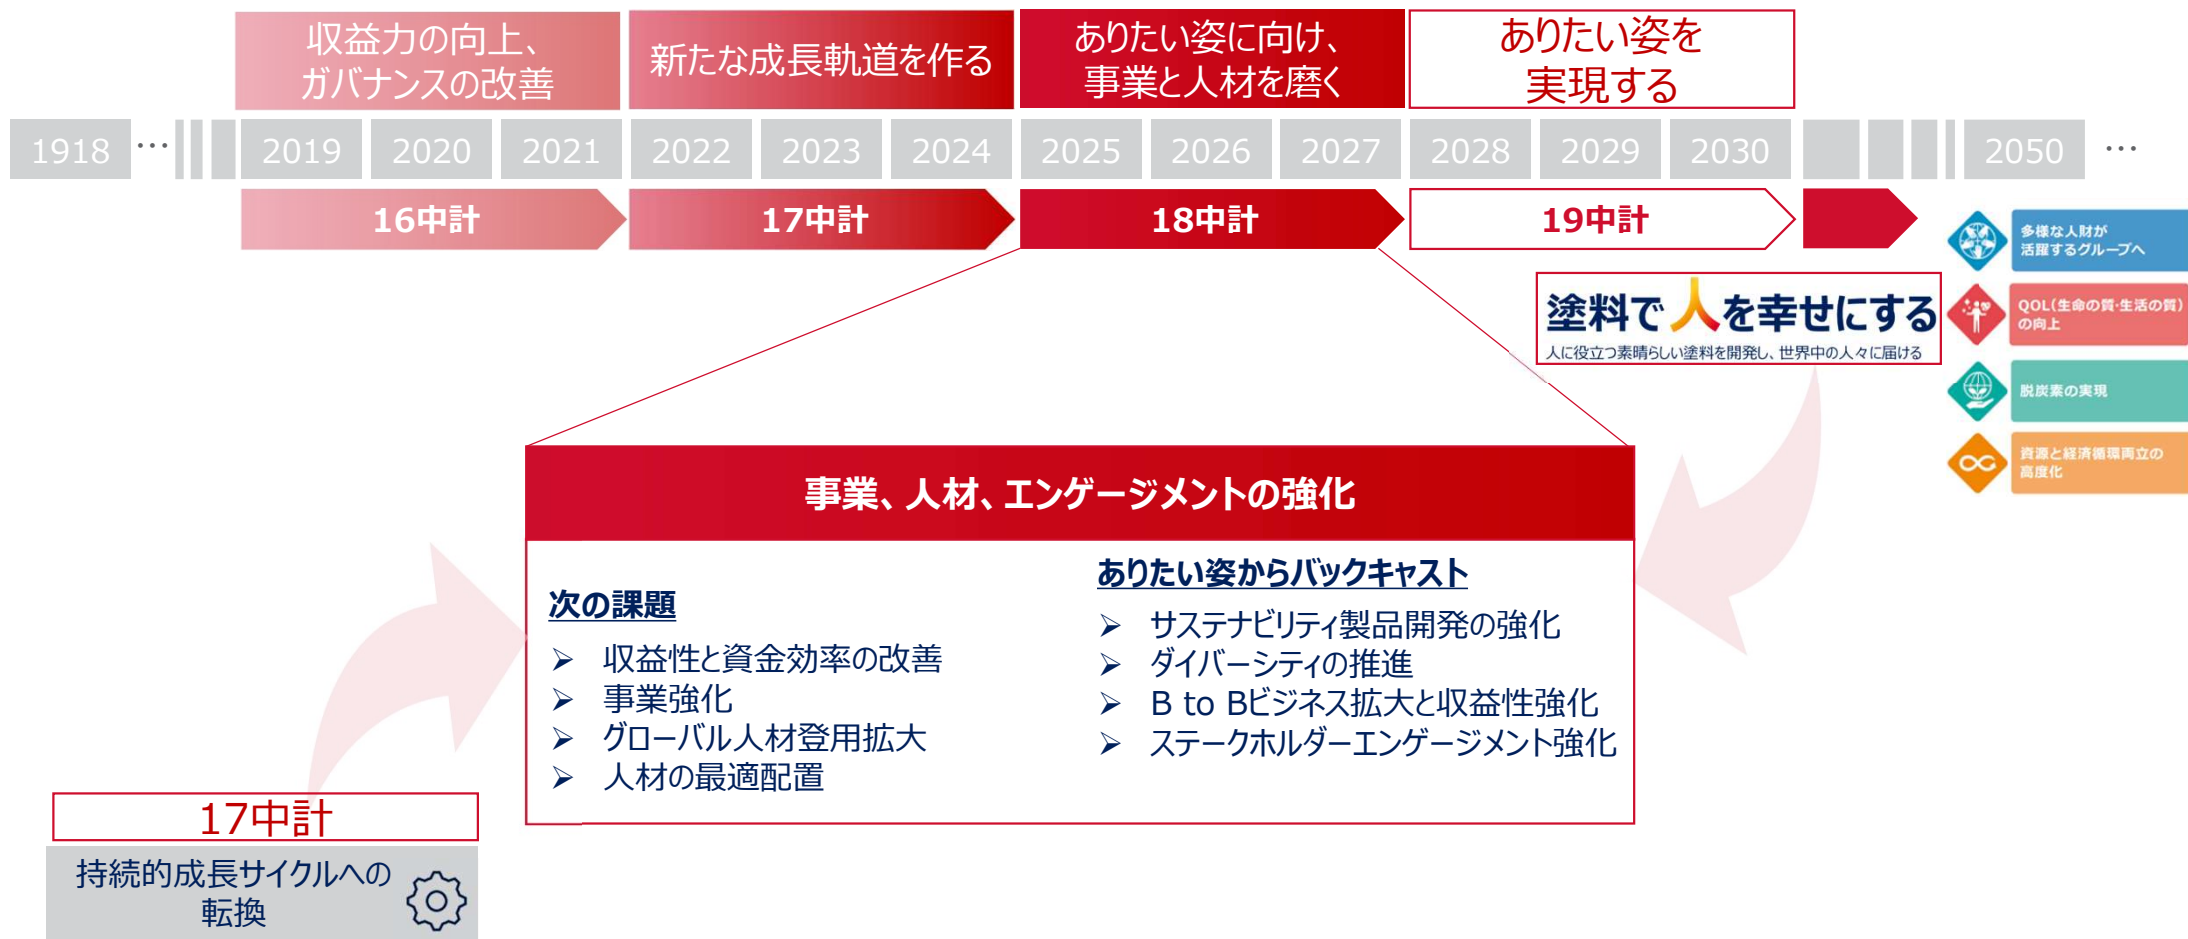 収益力の向上、
ガバナンスの改善
新たな成長軌道を作る
ありたい姿に向け、
事業と人材を磨く
ありたい姿を
実現する
1918 … 2019 2020 2021 2022 2023 2024 2025 2026 2027 2028 2029 2030 2050 …
16中計 17中計 18中計 19中計
多様な人財が
活躍するグループへ
QOL(生命の質・生活の質)
の向上
脱炭素の実現
資源と経済循環両立の
高度化
塗料で人を幸せにする
人に役立つ素晴らしい塗料を開発し、世界中の人々に届ける
事業、人材、エンゲージメントの強化
次の課題
➢ 収益性と資金効率の改善
➢ 事業強化
➢ グローバル人材登用拡大
➢ 人材の最適配置
ありたい姿からバックキャスト
➢ サステナビリティ製品開発の強化
➢ ダイバーシティの推進
➢ B to Bビジネス拡大と収益性強化
➢ ステークホルダーエンゲージメント強化
17中計
持続的成長サイクルへの
転換